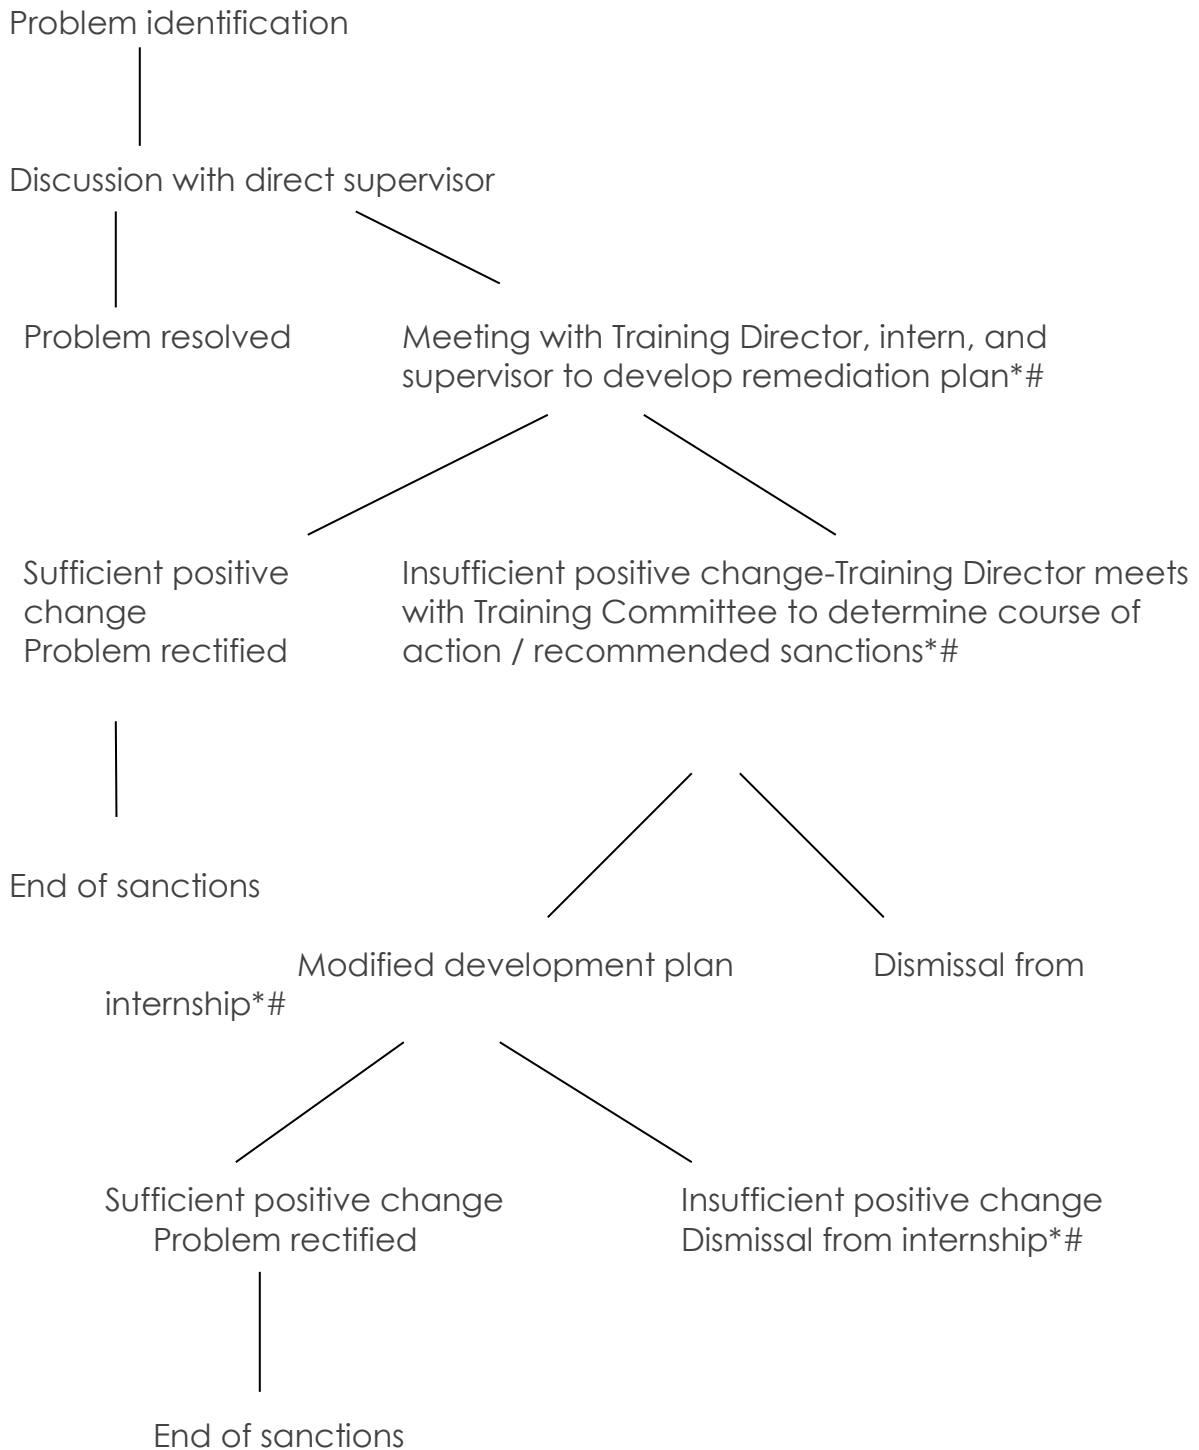 Problem identification
Discussion with direct supervisor
Problem resolved
Meeting with Training Director, intern, and
supervisor to develop remediation plan*#
Sufficient positive
change
Problem rectified
Insufficient positive change-Training Director meets
with Training Committee to determine course of
action / recommended sanctions*#
End of sanctions
Modified development plan
Dismissal from
internship*#
Sufficient positive change
Problem rectified
Insufficient positive change
Dismissal from internship*#
End of sanctions